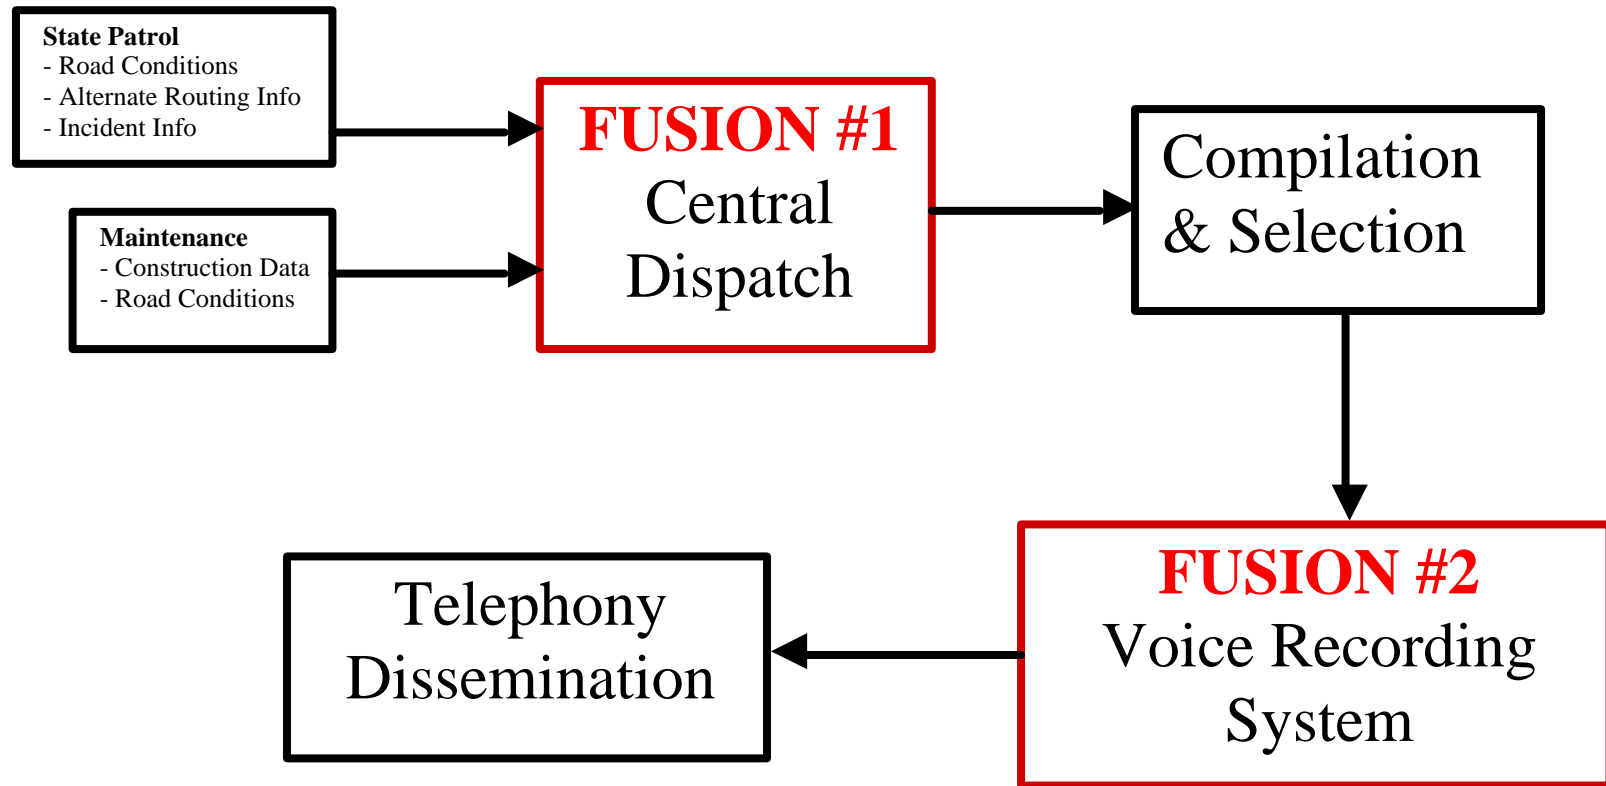 State Patrol
- Road Conditions
- Alternate Routing Info
- Incident Info
Maintenance
- Construction Data
- Road Conditions
FUSION #1
Central
Dispatch
Compilation
& Selection
FUSION #2
Voice Recording
System
Telephony
Dissemination